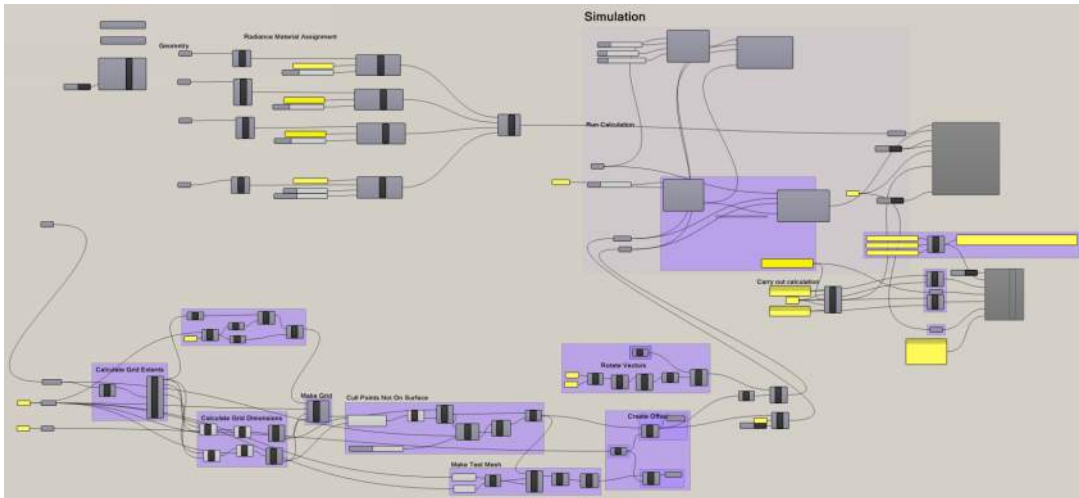 Simulation
Radiance Material Assignment
Geometry
Run Calculation
Carry out calculation
Calculate Grid Extents
Rotate Vectors
Make Grid
Cull Points Not On Surface
Calculate Grid Dimensions
Create Offset
Make Test Mesh